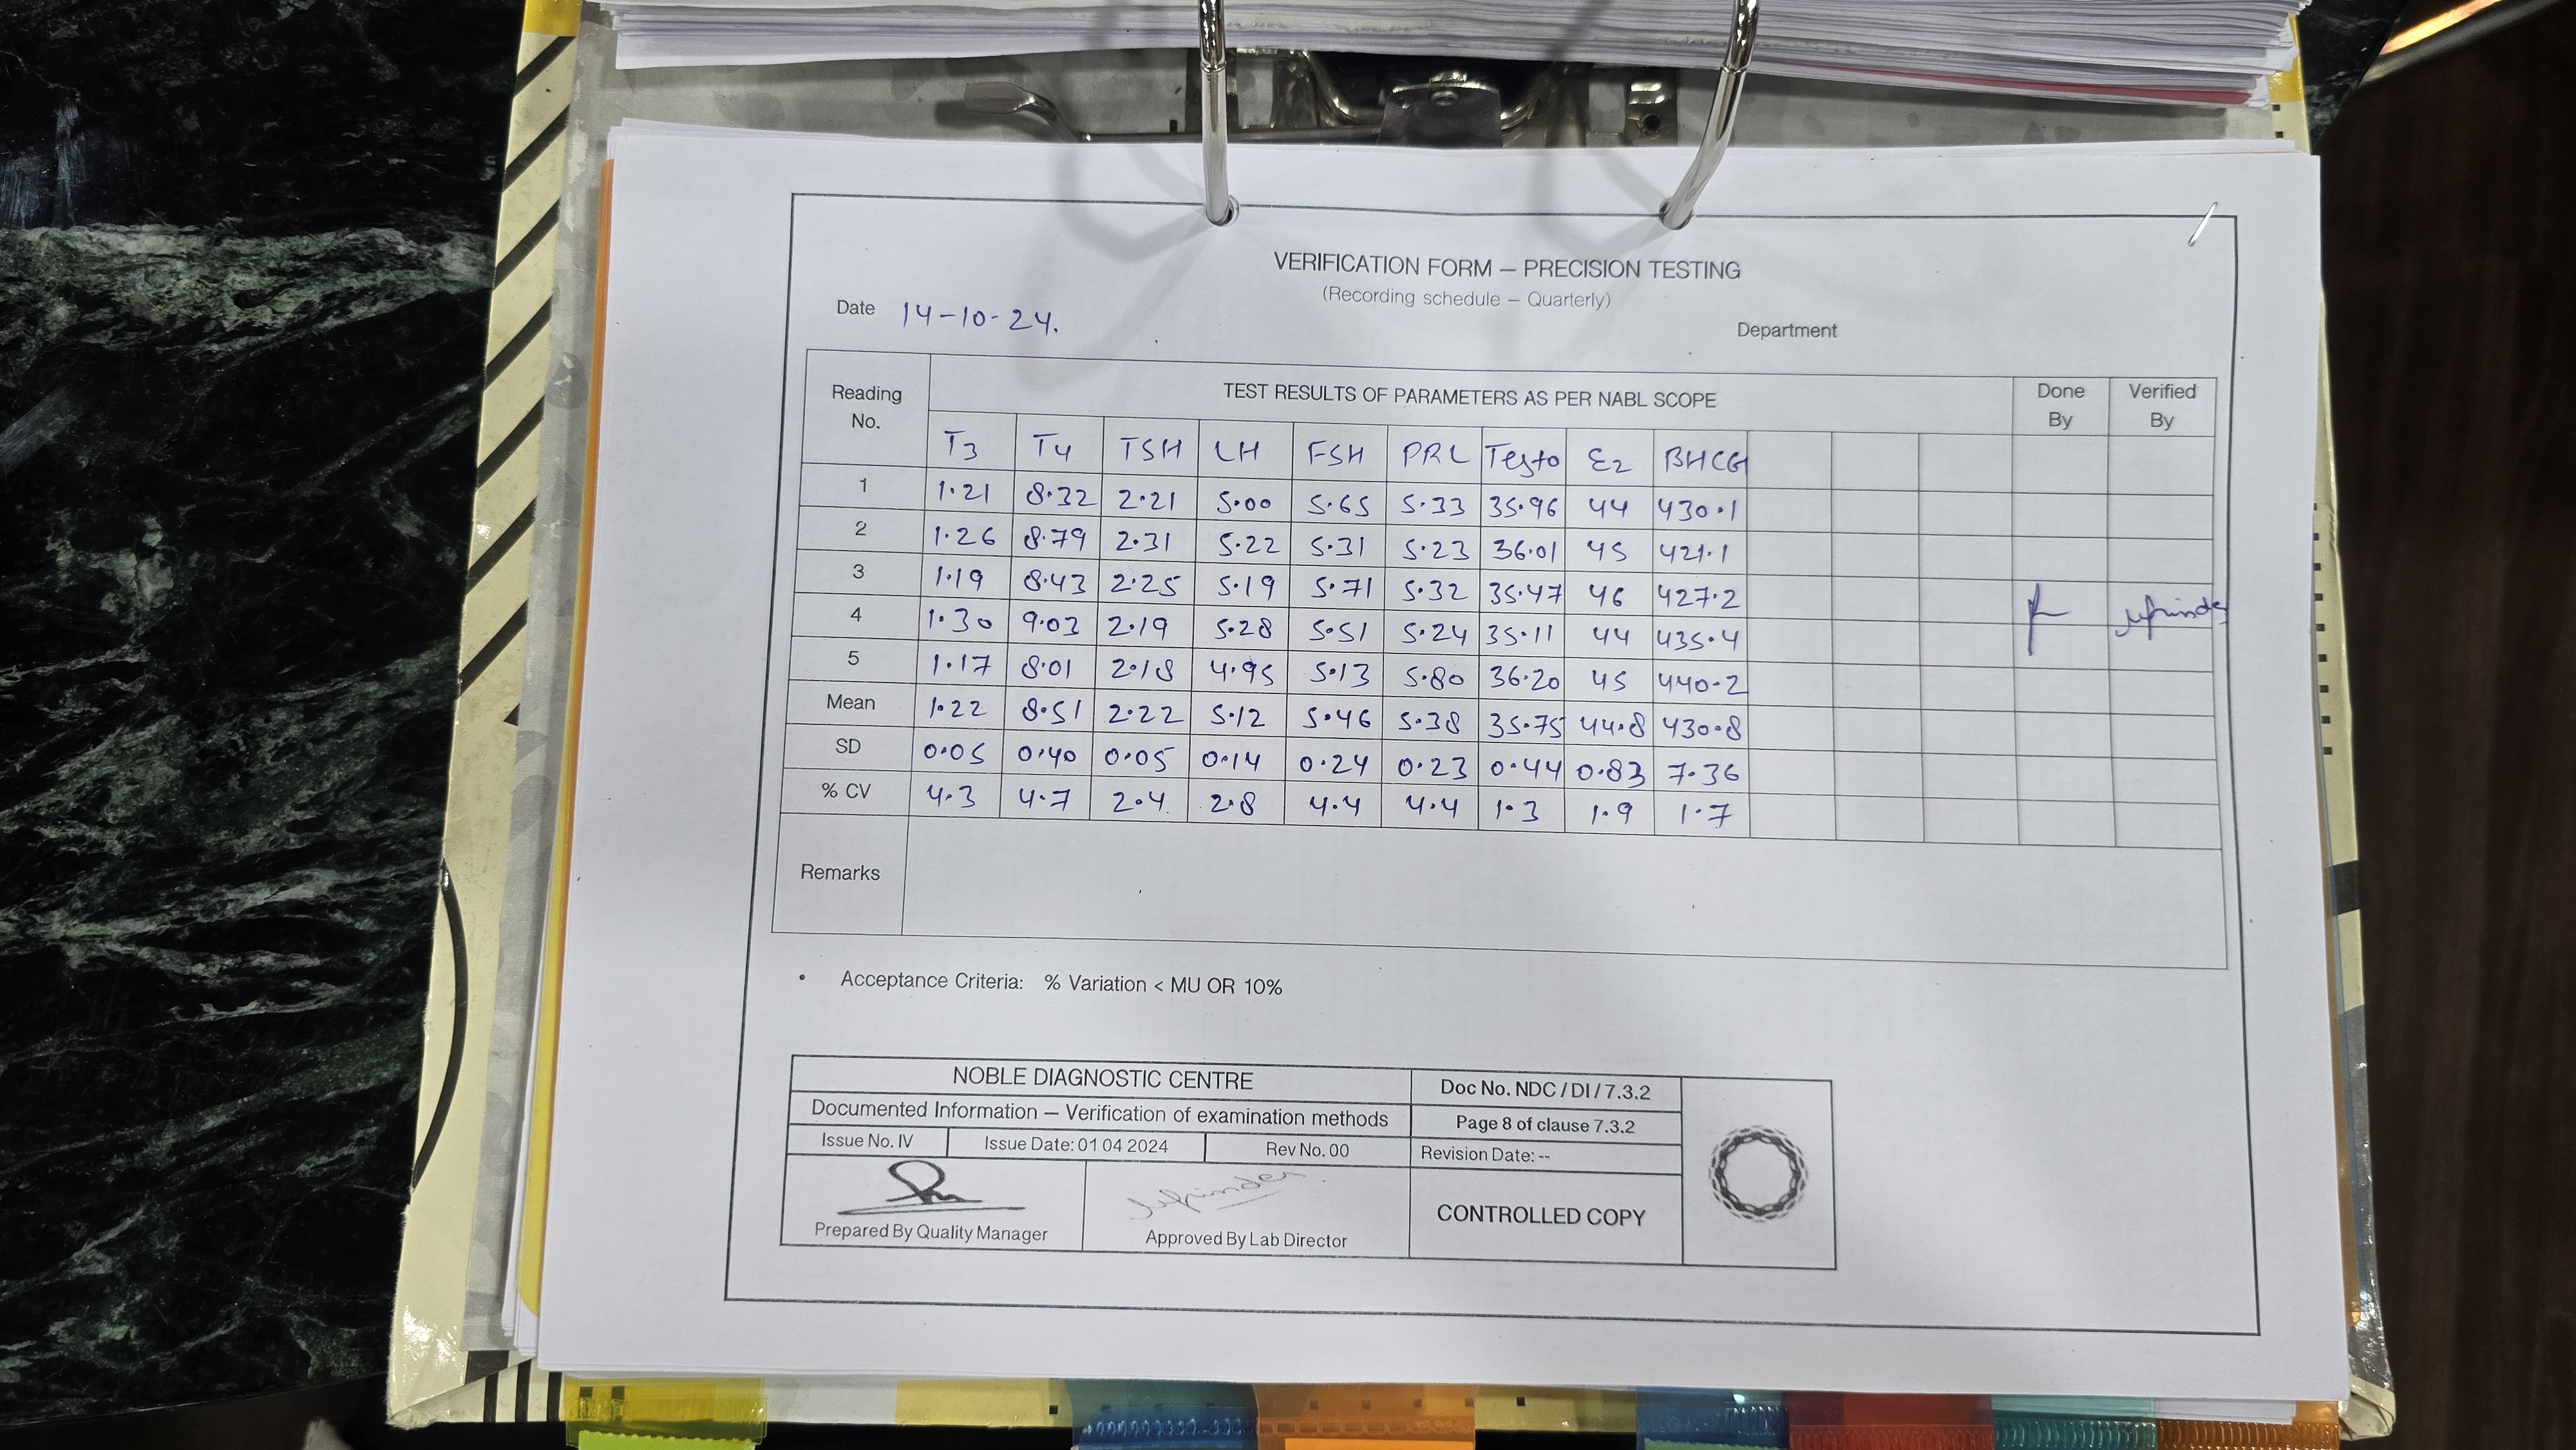 VERIFICATION FORM – PRECISION TESTING
(Recording schedule – Quarterly)
Date 14-10-24. Department
Reading No. TEST RESULTS OF PARAMETERS AS PER NABL SCOPE Done By Verified By
T3 T4 TSH LH FSH PRL Testo E2 BHCG
1 1.21 8.32 2.21 5.00 5.65 5.33 35.96 44 430.1
2 1.26 8.79 2.31 5.22 5.31 5.23 36.01 45 421.1
3 1.19 8.43 2.25 5.19 5.71 5.32 35.47 46 427.2
4 1.30 9.03 2.19 5.28 5.51 5.24 35.11 44 435.4
5 1.17 8.01 2.18 4.95 5.13 5.80 36.20 45 440.2
Mean 1.22 8.51 2.22 5.12 5.46 5.38 35.75 44.8 430.8
SD 0.05 0.40 0.05 0.14 0.24 0.23 0.44 0.83 7.36
% CV 4.3 4.7 2.4 2.8 4.4 4.4 1.3 1.9 1.7
Remarks
• Acceptance Criteria: % Variation < MU OR 10%
NOBLE DIAGNOSTIC CENTRE Doc No. NDC / DI / 7.3.2
Documented Information – Verification of examination methods Page 8 of clause 7.3.2
Issue No. IV Issue Date: 01 04 2024 Rev No. 00 Revision Date: --
Prepared By Quality Manager Approved By Lab Director CONTROLLED COPY